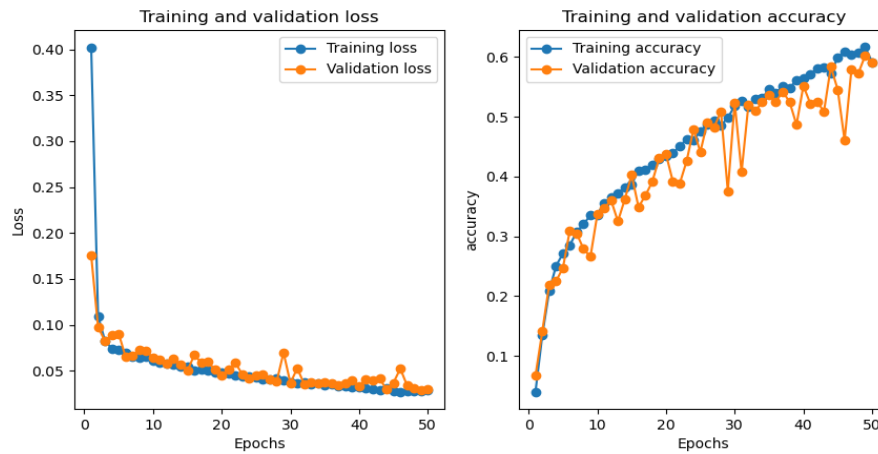 Training and validation loss
0.40
0.35
0.30
0.25
0.20
0.15
0.10
0.05
Loss
Training loss
Validation loss
0 10 20 30 40 50
Epochs
Training and validation accuracy
0.6
0.5
0.4
0.3
0.2
0.1
accuracy
Training accuracy
Validation accuracy
0 10 20 30 40 50
Epochs